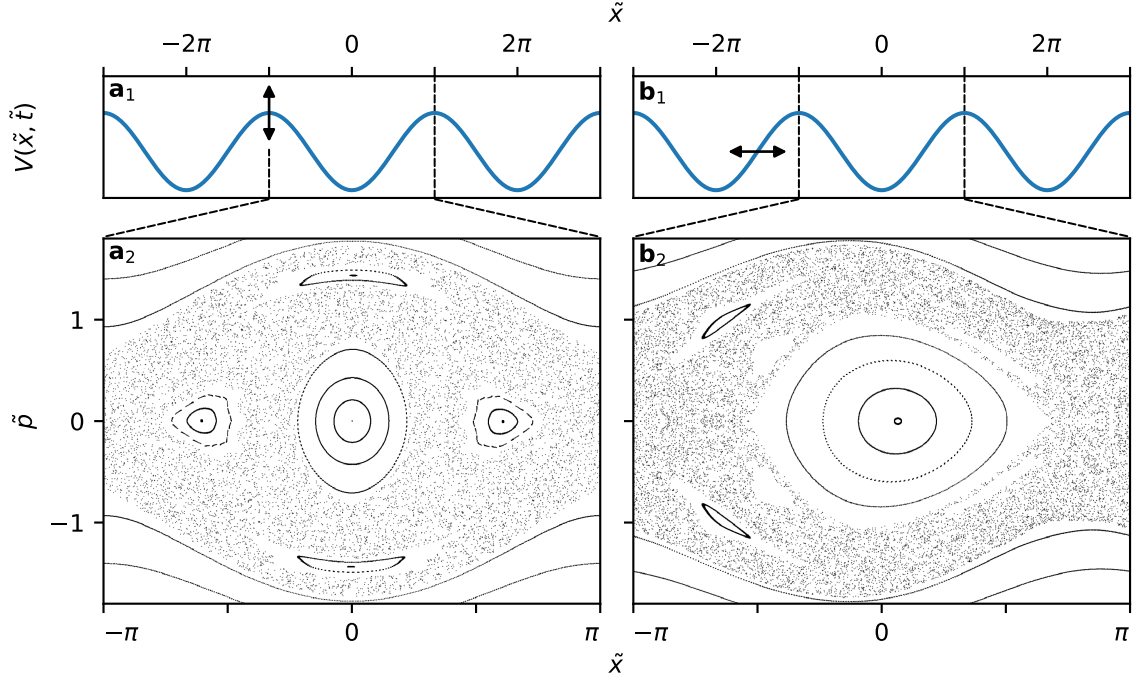 x̃
−2π 0 2π −2π 0 2π
a₁ b₁
V(x̃, t̃)
a₂ b₂
1
0
−1
p̃
−π 0 π −π 0 π
x̃